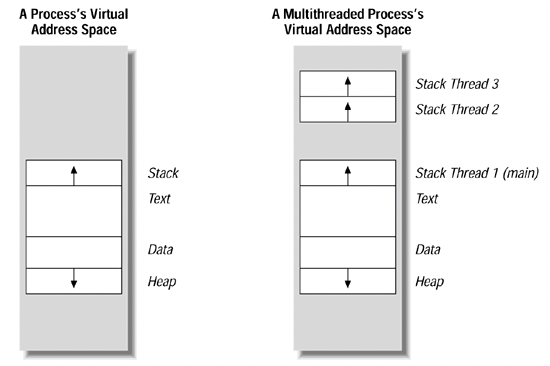 A Process's Virtual
Address Space
Stack
Text
Data
Heap
A Multithreaded Process's
Virtual Address Space
Stack Thread 3
Stack Thread 2
Stack Thread 1 (main)
Text
Data
Heap